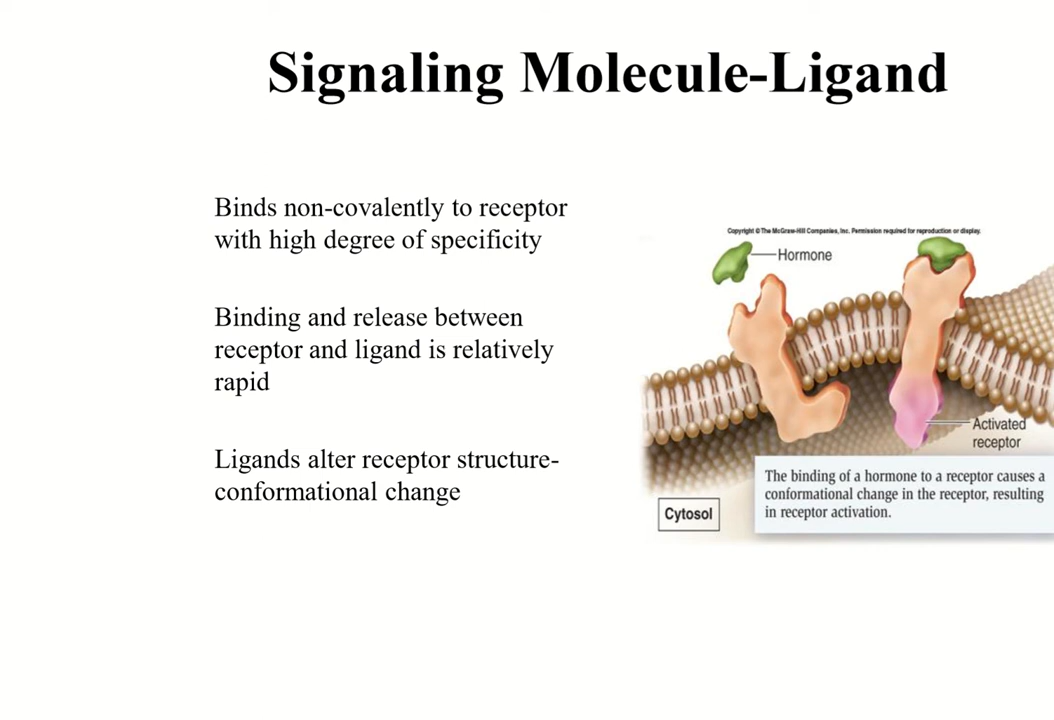 Signaling Molecule-Ligand
Binds non-covalently to receptor
with high degree of specificity
Binding and release between
receptor and ligand is relatively
rapid
Ligands alter receptor structure-
conformational change
Copyright © The McGraw-Hill Companies, Inc. Permission required for reproduction or display.
Hormone
Activated
receptor
The binding of a hormone to a receptor causes a
conformational change in the receptor, resulting
in receptor activation.
Cytosol